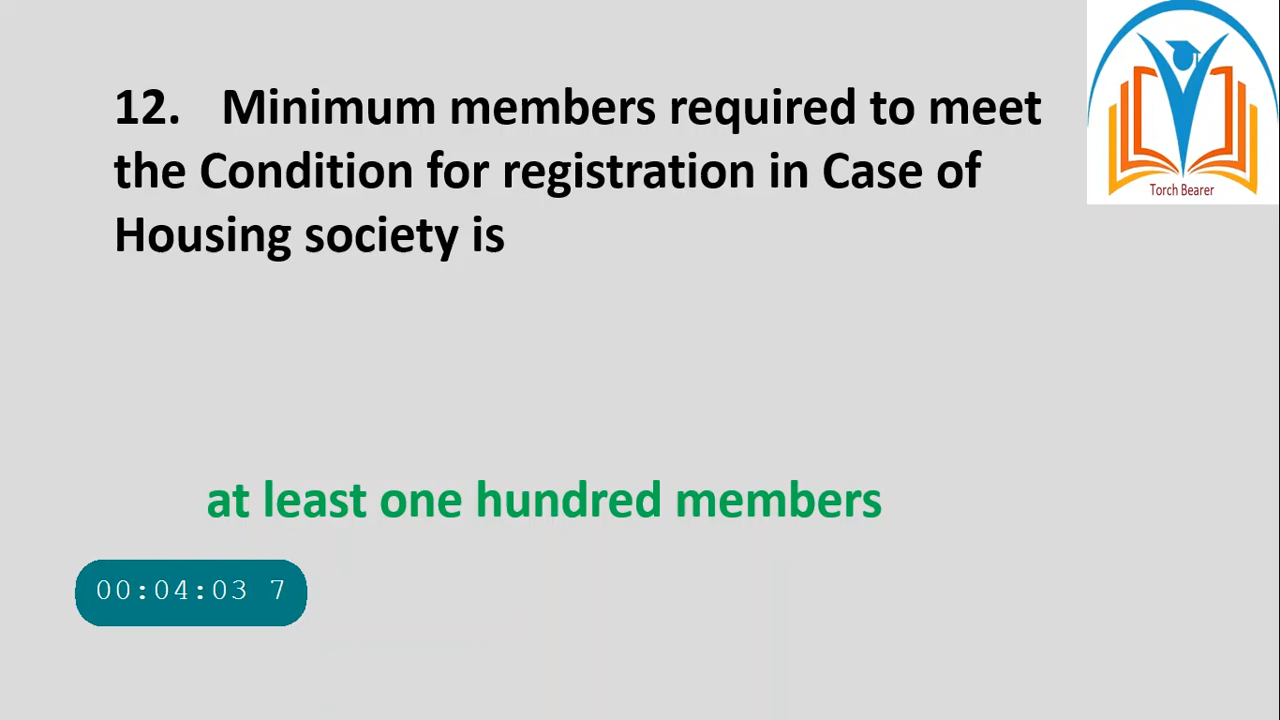 12. Minimum members required to meet
the Condition for registration in Case of
Housing society is
at least one hundred members
00:04:03 7
Torch Bearer